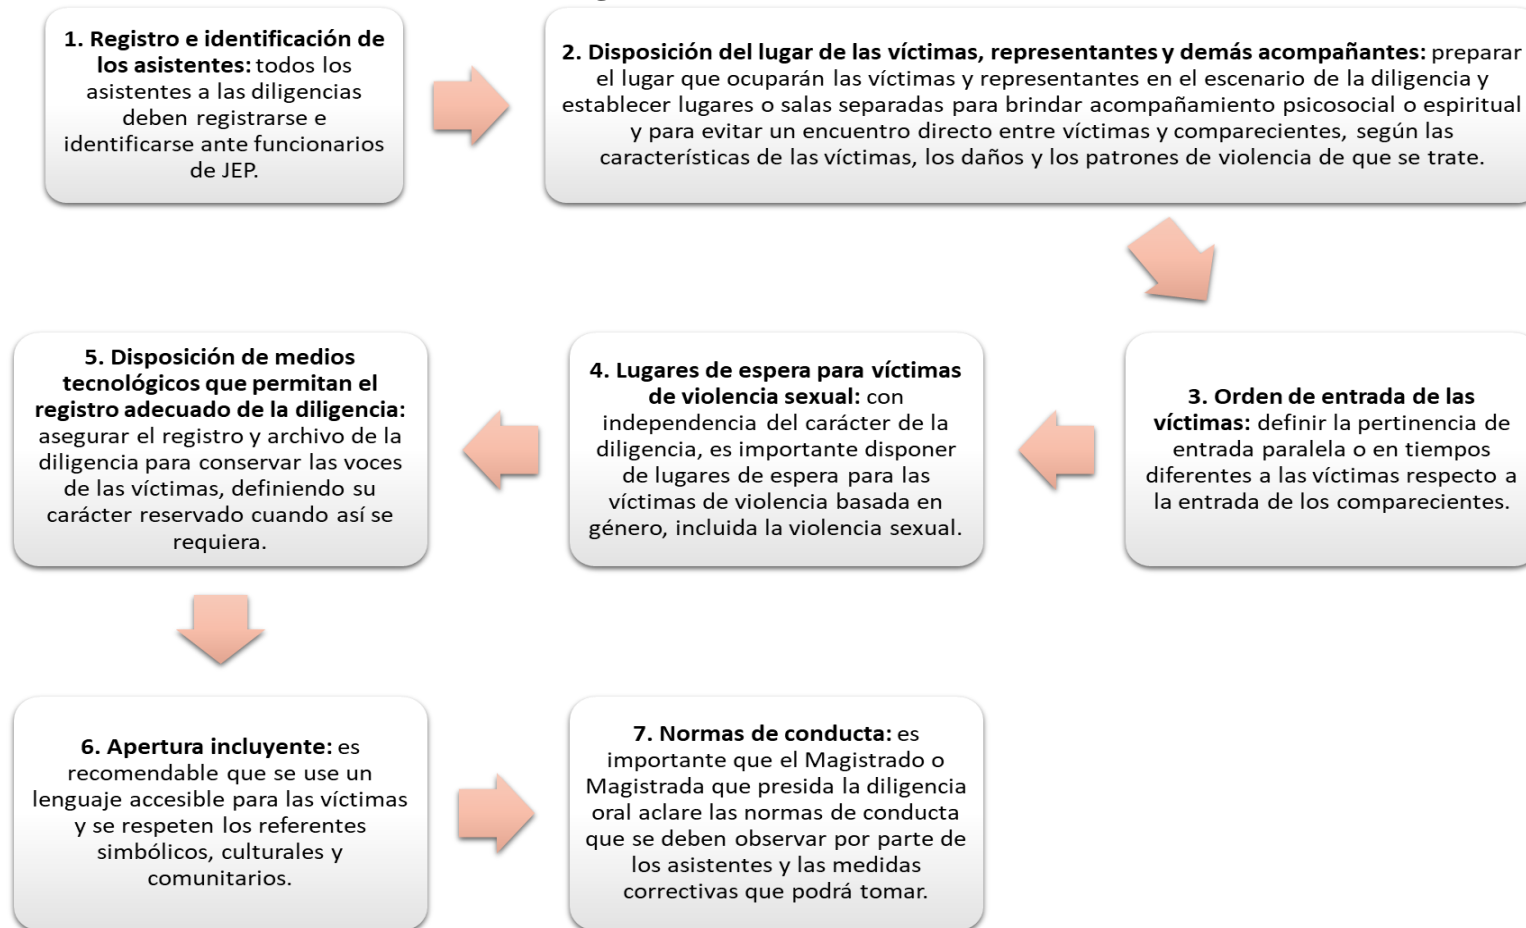 1. Registro e identificación de
los asistentes: todos los
asistentes a las diligencias
deben registrarse e
identificarse ante funcionarios
de JEP.
2. Disposición del lugar de las víctimas, representantes y demás acompañantes: preparar
el lugar que ocuparán las víctimas y representantes en el escenario de la diligencia y
establecer lugares o salas separadas para brindar acompañamiento psicosocial o espiritual
y para evitar un encuentro directo entre víctimas y comparecientes, según las
características de las víctimas, los daños y los patrones de violencia de que se trate.
3. Orden de entrada de las
víctimas: definir la pertinencia de
entrada paralela o en tiempos
diferentes a las víctimas respecto a
la entrada de los comparecientes.
4. Lugares de espera para víctimas
de violencia sexual: con
independencia del carácter de la
diligencia, es importante disponer
de lugares de espera para las
víctimas de violencia basada en
género, incluida la violencia sexual.
5. Disposición de medios
tecnológicos que permitan el
registro adecuado de la diligencia:
asegurar el registro y archivo de la
diligencia para conservar las voces
de las víctimas, definiendo su
carácter reservado cuando así se
requiera.
6. Apertura incluyente: es
recomendable que se use un
lenguaje accesible para las víctimas
y se respeten los referentes
simbólicos, culturales y
comunitarios.
7. Normas de conducta: es
importante que el Magistrado o
Magistrada que presida la diligencia
oral aclare las normas de conducta
que se deben observar por parte de
los asistentes y las medidas
correctivas que podrá tomar.